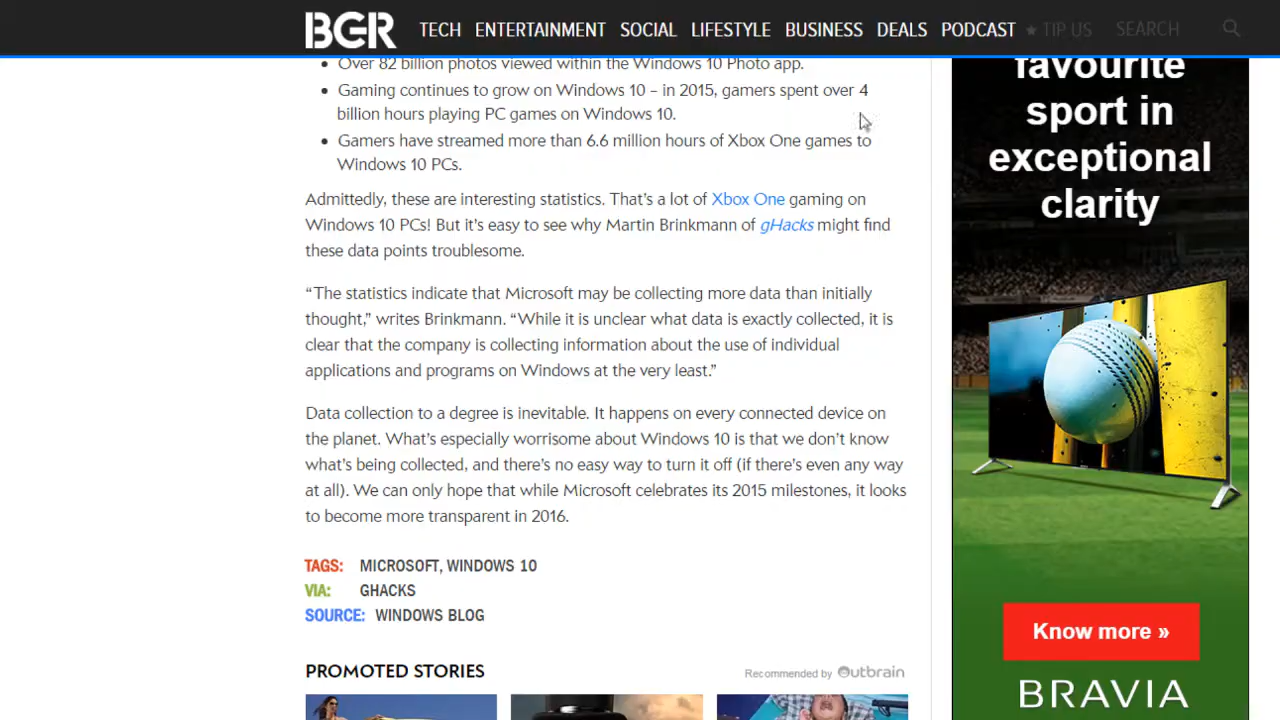 BGR TECH ENTERTAINMENT SOCIAL LIFESTYLE BUSINESS DEALS PODCAST ★ TIP US SEARCH
• Over 82 billion photos viewed within the Windows 10 Photo app.
• Gaming continues to grow on Windows 10 – in 2015, gamers spent over 4
billion hours playing PC games on Windows 10.
• Gamers have streamed more than 6.6 million hours of Xbox One games to
Windows 10 PCs.
Admittedly, these are interesting statistics. That's a lot of Xbox One gaming on
Windows 10 PCs! But it's easy to see why Martin Brinkmann of gHacks might find
these data points troublesome.
“The statistics indicate that Microsoft may be collecting more data than initially
thought,” writes Brinkmann. “While it is unclear what data is exactly collected, it is
clear that the company is collecting information about the use of individual
applications and programs on Windows at the very least.”
Data collection to a degree is inevitable. It happens on every connected device on
the planet. What's especially worrisome about Windows 10 is that we don't know
what's being collected, and there's no easy way to turn it off (if there's even any way
at all). We can only hope that while Microsoft celebrates its 2015 milestones, it looks
to become more transparent in 2016.
TAGS: MICROSOFT, WINDOWS 10
VIA: GHACKS
SOURCE: WINDOWS BLOG
PROMOTED STORIES
Recommended by Outbrain
favourite
sport in
exceptional
clarity
Know more »
BRAVIA